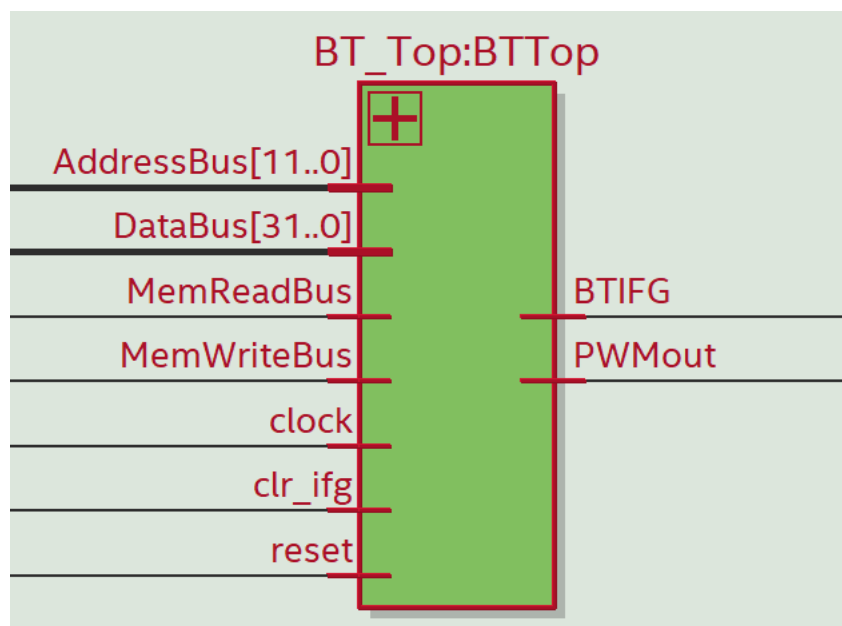 BT_Top:BTTop
AddressBus[11..0]
DataBus[31..0]
MemReadBus
BTIFG
MemWriteBus
PWMout
clock
clr_ifg
reset